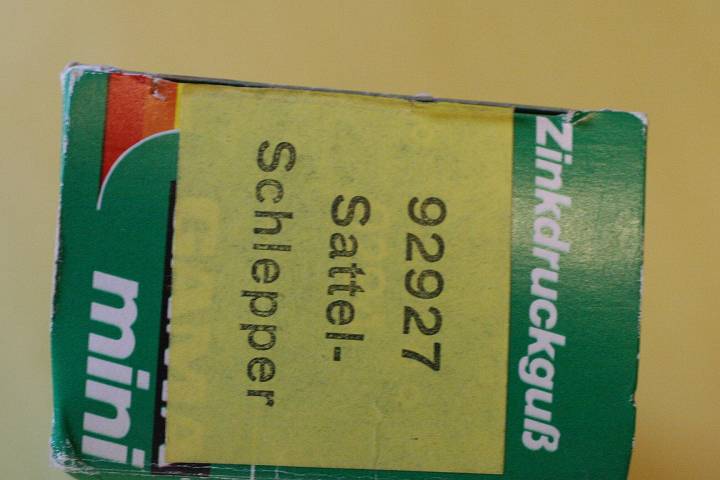 Zinkdruckguß
92927
Sattel-
Schlepper
mini